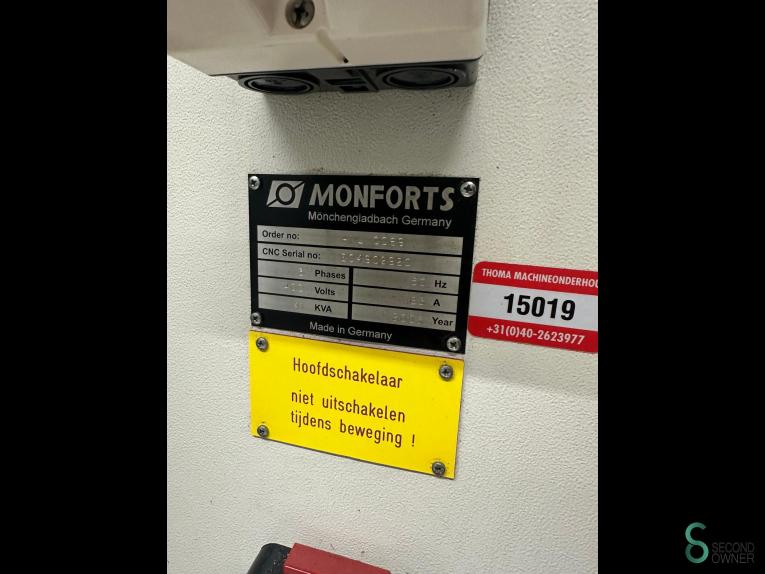 MONFORTS
Mönchengladbach Germany
Order no:
CNC Serial no:
Phases
Hz
Volts
A
KVA
Year
Made in Germany
Hoofdschakelaar
niet uitschakelen
tijdens beweging !
THOMA MACHINEONDERHOU
15019
+31(0)40-2623977
SECOND
OWNER